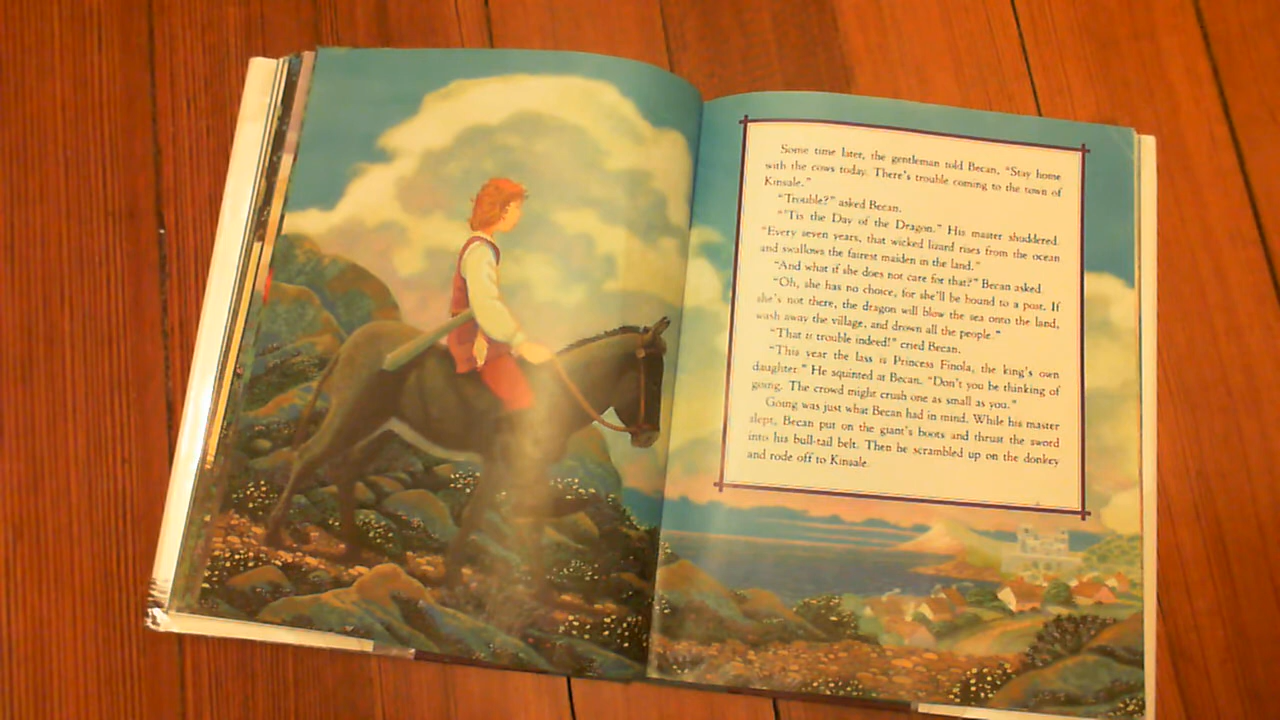 Some time later, the gentleman told Becan, “Stay home
with the cows today. There's trouble coming to the town of
Kinsale.”
“Trouble?” asked Becan.
“'Tis the Day of the Dragon.” His master shuddered.
“Every seven years, that wicked lizard rises from the ocean
and swallows the fairest maiden in the land.”
“And what if she does not care for that?” Becan asked.
“Oh, she has no choice, for she'll be bound to a post. If
she's not there, the dragon will blow the sea onto the land,
wash away the village, and drown all the people.”
“That is trouble indeed!” cried Becan.
“This year the lass is Princess Finola, the king's own
daughter.” He squinted at Becan. “Don't you be thinking of
going. The crowd might crush one as small as you.”
Going was just what Becan had in mind. While his master
slept, Becan put on the giant's boots and thrust the sword
into his bull-tail belt. Then he scrambled up on the donkey
and rode off to Kinsale.